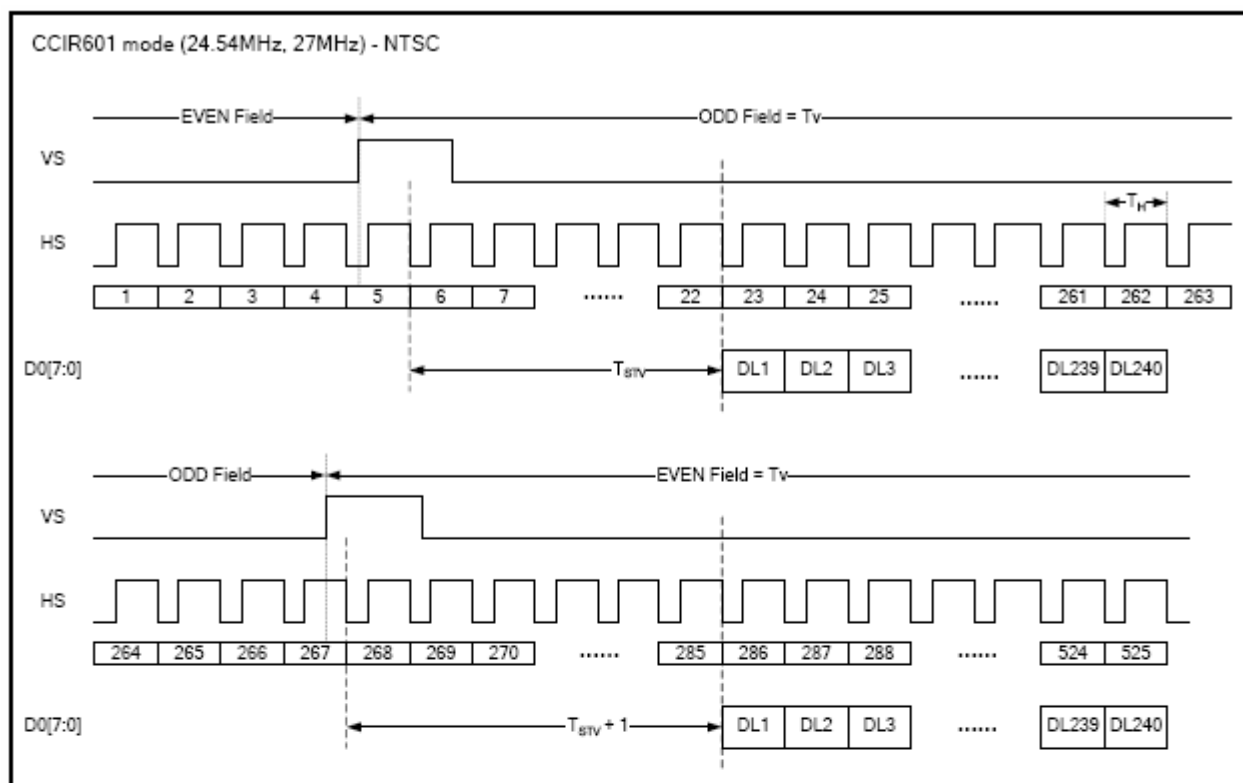 CCIR601 mode (24.54MHz, 27MHz) - NTSC
EVEN Field ODD Field = Tv
VS
HS TH
1 2 3 4 5 6 7 ...... 22 23 24 25 ...... 261 262 263
D0[7:0] TSTV DL1 DL2 DL3 ...... DL239 DL240
ODD Field EVEN Field = Tv
VS
HS
264 265 266 267 268 269 270 ...... 285 286 287 288 ...... 524 525
D0[7:0] TSTV + 1 DL1 DL2 DL3 ...... DL239 DL240